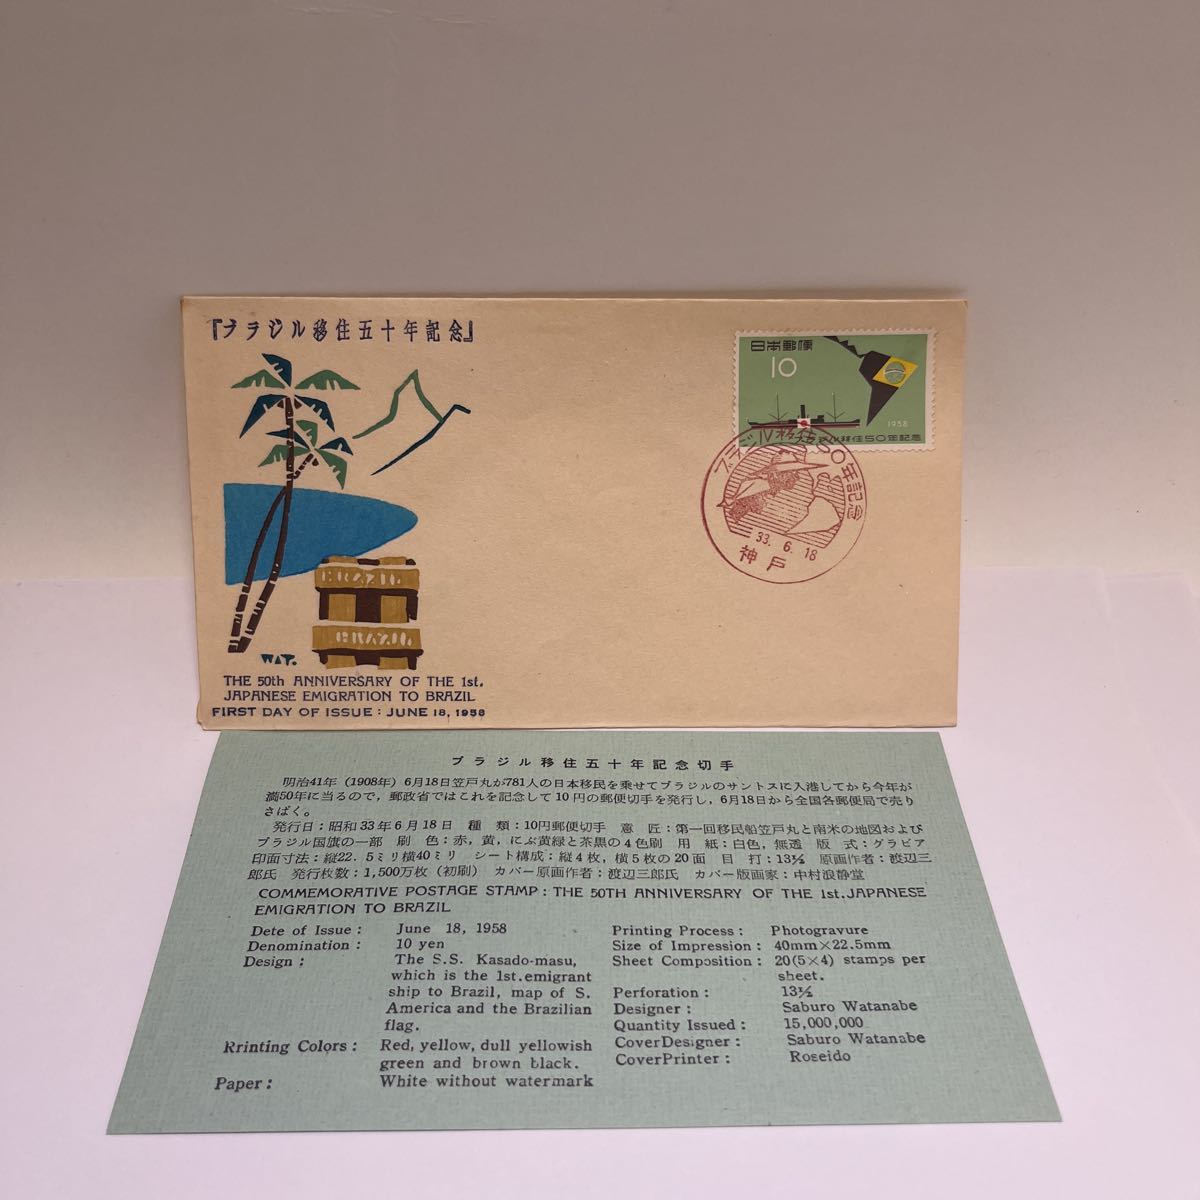 『ブラジル移住五十年記念』
日本郵便
10
1958
ブラジル移住50年記念
ブラジル移住50年記念
33.6.18
神戸
BRAZIL
BRAZIL
WAT.
THE 50th ANNIVERSARY OF THE 1st.
JAPANESE EMIGRATION TO BRAZIL
FIRST DAY OF ISSUE : JUNE 18, 1958
ブラジル移住五十年記念切手
明治41年 (1908年) 6月18日笠戸丸が781人の日本移民を乗せてブラジルのサントスに入港してから今年が
満50年に当るので，郵政省ではこれを記念して10円の郵便切手を発行し，6月18日から全国各郵便局で売り
さばく。
発行日：昭和33年6月18日 種 類：10円郵便切手 意 匠：第一回移民船笠戸丸と南米の地図および
ブラジル国旗の一部 刷 色：赤，黄，にぶ黄緑と茶黒の4色刷 用 紙：白色，無透 版 式：グラビア
印面寸法：縦22．5ミリ横40ミリ シート構成：縦4枚，横5枚の20面 目 打：13½ 原画作者：渡辺三
郎氏 発行枚数：1,500万枚（初刷） カバー原画作者：渡辺三郎氏 カバー版画家：中村浪静堂
COMMEMORATIVE POSTAGE STAMP : THE 50TH ANNIVERSARY OF THE 1st. JAPANESE
EMIGRATION TO BRAZIL
Dete of Issue : June 18, 1958
Denomination : 10 yen
Design ; The S.S. Kasado-masu,
which is the 1st. emigrant
ship to Brazil, map of S.
America and the Brazilian
flag.
Rrinting Colors : Red, yellow, dull yellowish
green and brown black.
Paper : White without watermark
Printing Process : Photogravure
Size of Impression : 40mm×22.5mm
Sheet Composition : 20(5×4) stamps per
sheet.
Perforation : 13½
Designer : Saburo Watanabe
Quantity Issued : 15,000,000
CoverDesigner : Saburo Watanabe
CoverPrinter : Roseido